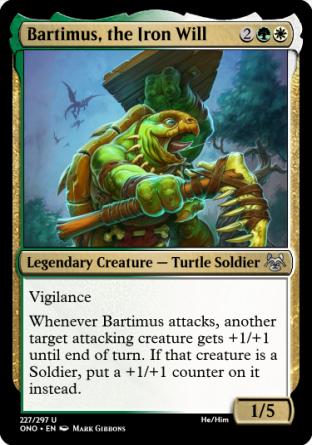 Bartimus, the Iron Will 2
Legendary Creature — Turtle Soldier
Vigilance
Whenever Bartimus attacks, another
target attacking creature gets +1/+1
until end of turn. If that creature is a
Soldier, put a +1/+1 counter on it
instead.
1/5
227/297 U He/Him
ONO • EN Mark Gibbons